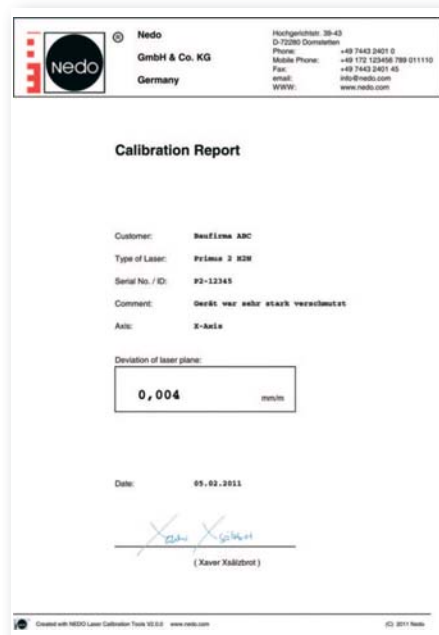 nedo
®
Nedo
GmbH & Co. KG
Germany
Hochgerichtstr. 39-43
D-72280 Dornstetten
Phone: +49 7443 2401 0
Mobile Phone: +49 172 123456 789 011110
Fax: +49 7443 2401 45
email: info@nedo.com
WWW: www.nedo.com
Calibration Report
Customer: Baufirma ABC
Type of Laser: Primus 2 H2N
Serial No. / ID: P2-12345
Comment: Gerät war sehr stark verschmutzt
Axis: X-Axis
Deviation of laser plane:
0,004 mm/m
Date: 05.02.2011
( Xaver Xsälzbrot )
Created with NEDO Laser Calibration Tools V2.0.0 www.nedo.com (C) 2011 Nedo